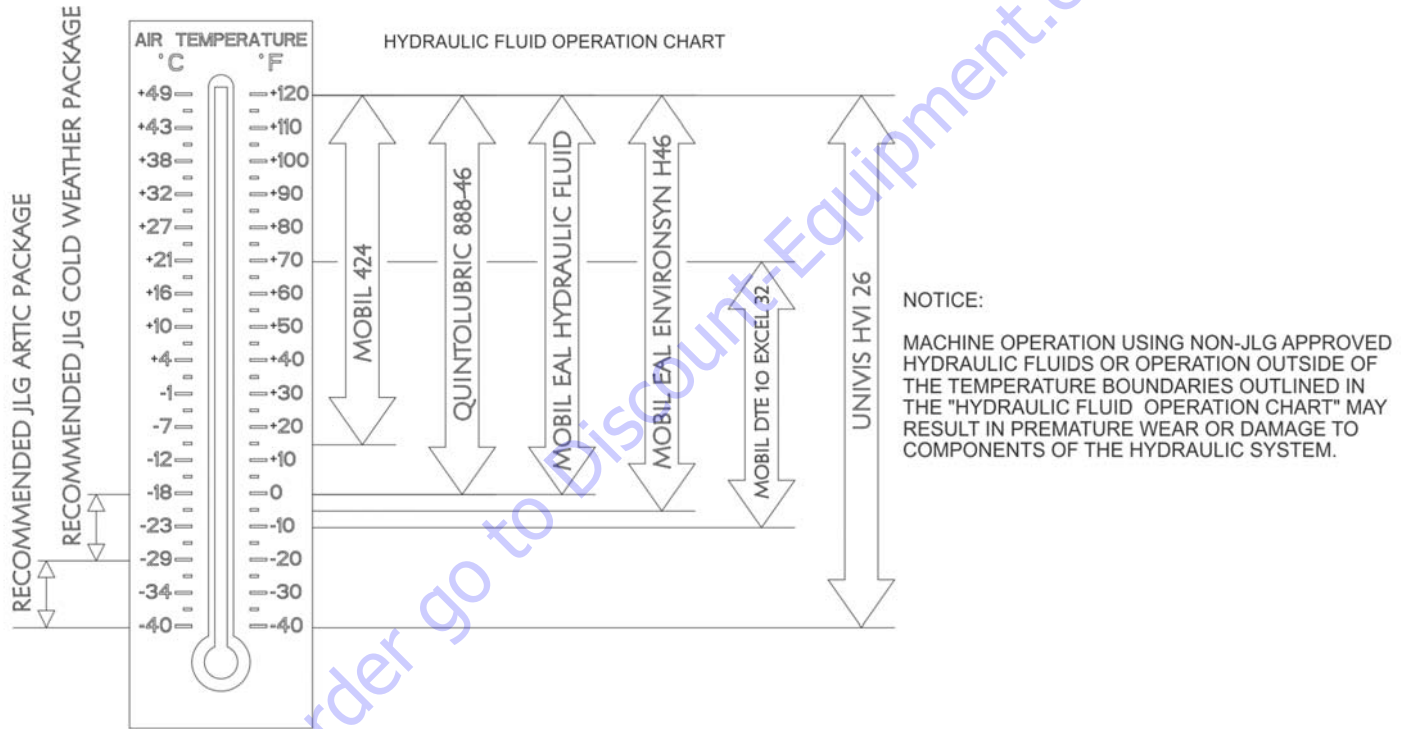 RECOMMENDED JLG ARTIC PACKAGE
RECOMMENDED JLG COLD WEATHER PACKAGE
AIR TEMPERATURE
°C
°F
+49
+120
+43
+110
+38
+100
+32
+90
+27
+80
+21
+70
+16
+60
+10
+50
+4
+40
-1
+30
-7
+20
-12
+10
-18
0
-23
-10
-29
-20
-34
-30
-40
-40
HYDRAULIC FLUID OPERATION CHART
MOBIL 424
QUINTOLUBRIC 888-46
MOBIL EAL HYDRAULIC FLUID
MOBIL EAL ENVIRONSYN H46
MOBIL DTE 10 EXCEL 32
UNIVIS HVI 26
NOTICE:
MACHINE OPERATION USING NON-JLG APPROVED
HYDRAULIC FLUIDS OR OPERATION OUTSIDE OF
THE TEMPERATURE BOUNDARIES OUTLINED IN
THE "HYDRAULIC FLUID OPERATION CHART" MAY
RESULT IN PREMATURE WEAR OR DAMAGE TO
COMPONENTS OF THE HYDRAULIC SYSTEM.
go to Discount-Equipment.